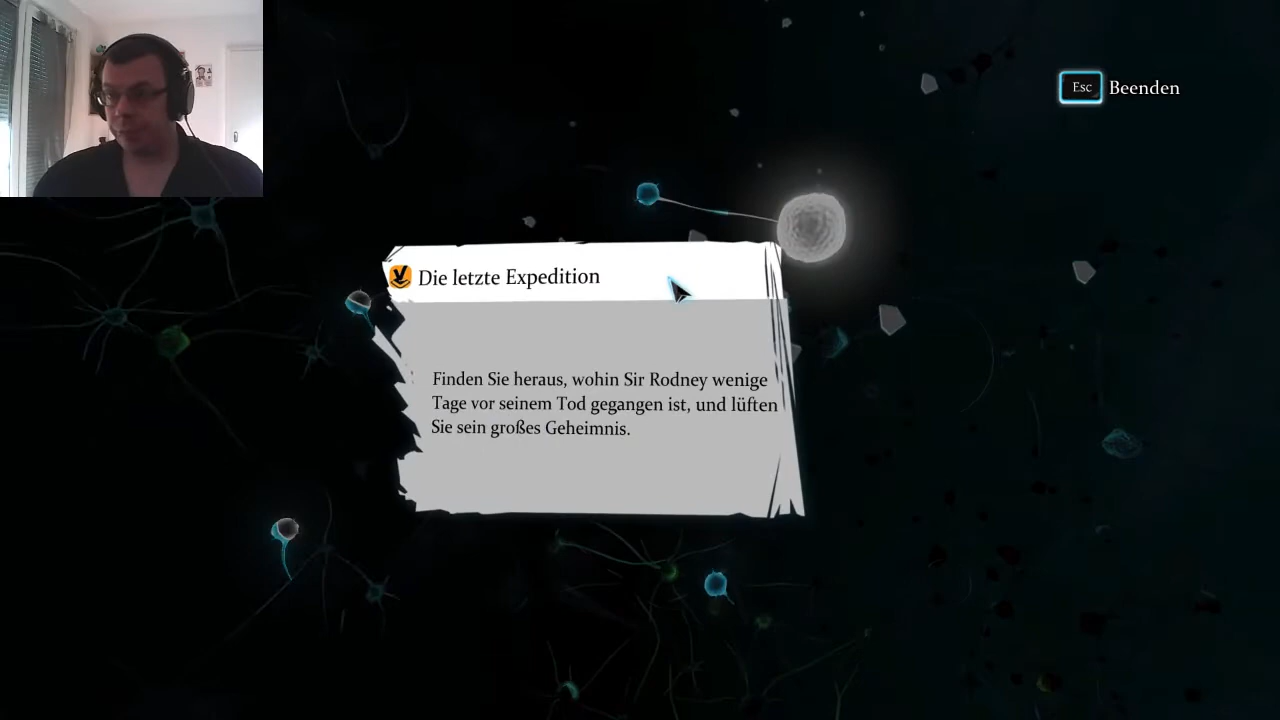 Esc Beenden
Die letzte Expedition
Finden Sie heraus, wohin Sir Rodney wenige
Tage vor seinem Tod gegangen ist, und lüften
Sie sein großes Geheimnis.